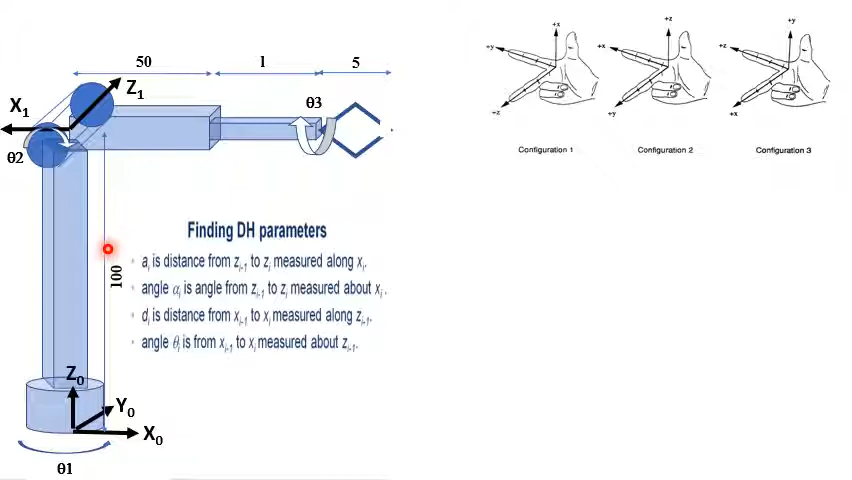 50 l 5
X1 Z1 θ3
θ2
100
Z0
Y0
X0
θ1
Finding DH parameters
ai is distance from zi-1 to zi measured along xi.
angle αi is angle from zi-1 to zi measured about xi.
di is distance from xi-1 to xi measured along zi-1.
angle θi is from xi-1 to xi measured about zi-1.
+x +y +z
Configuration 1
+z +x +y
Configuration 2
+y +z +x
Configuration 3